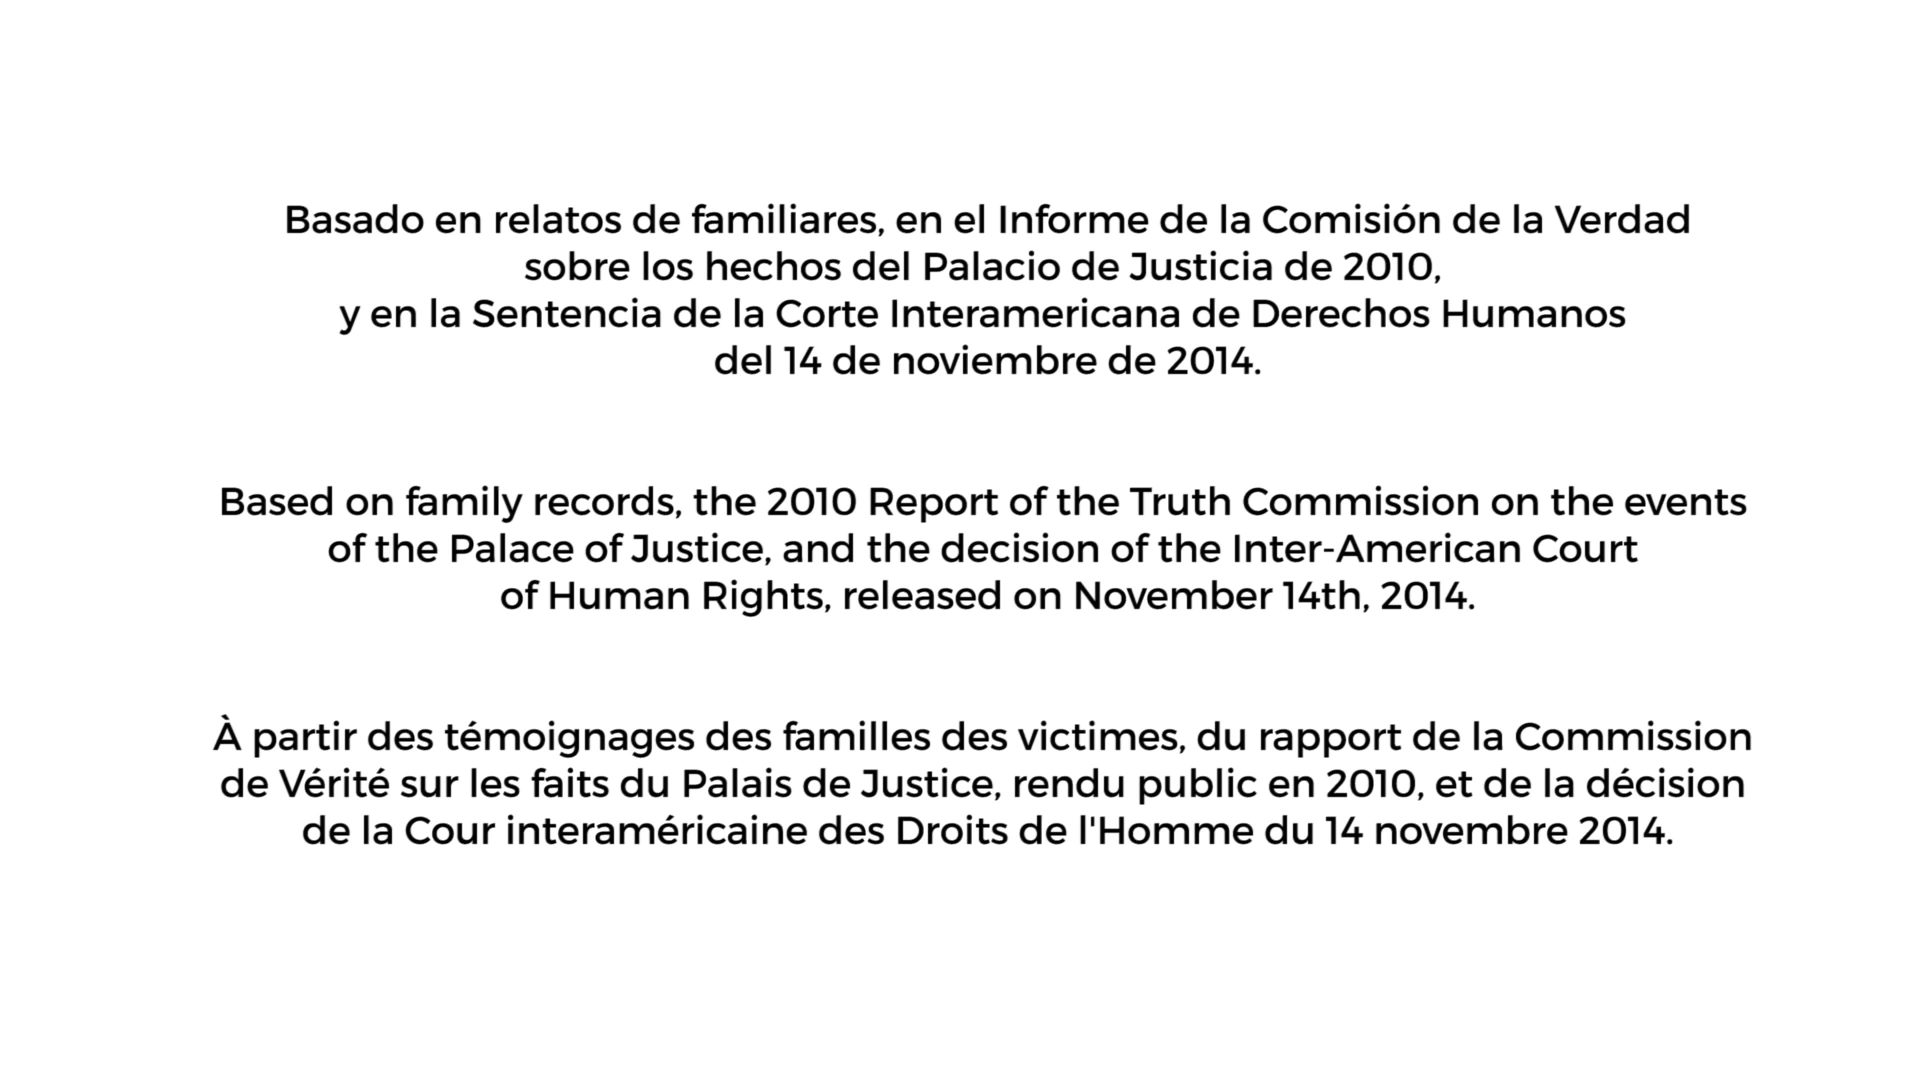 Basado en relatos de familiares, en el Informe de la Comisión de la Verdad
sobre los hechos del Palacio de Justicia de 2010,
y en la Sentencia de la Corte Interamericana de Derechos Humanos
del 14 de noviembre de 2014.
Based on family records, the 2010 Report of the Truth Commission on the events
of the Palace of Justice, and the decision of the Inter-American Court
of Human Rights, released on November 14th, 2014.
À partir des témoignages des familles des victimes, du rapport de la Commission
de Vérité sur les faits du Palais de Justice, rendu public en 2010, et de la décision
de la Cour interaméricaine des Droits de l'Homme du 14 novembre 2014.